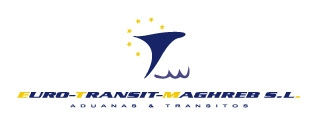 EURO-TRANSIT-MAGHREB S.L.
ADUANAS & TRANSITOS